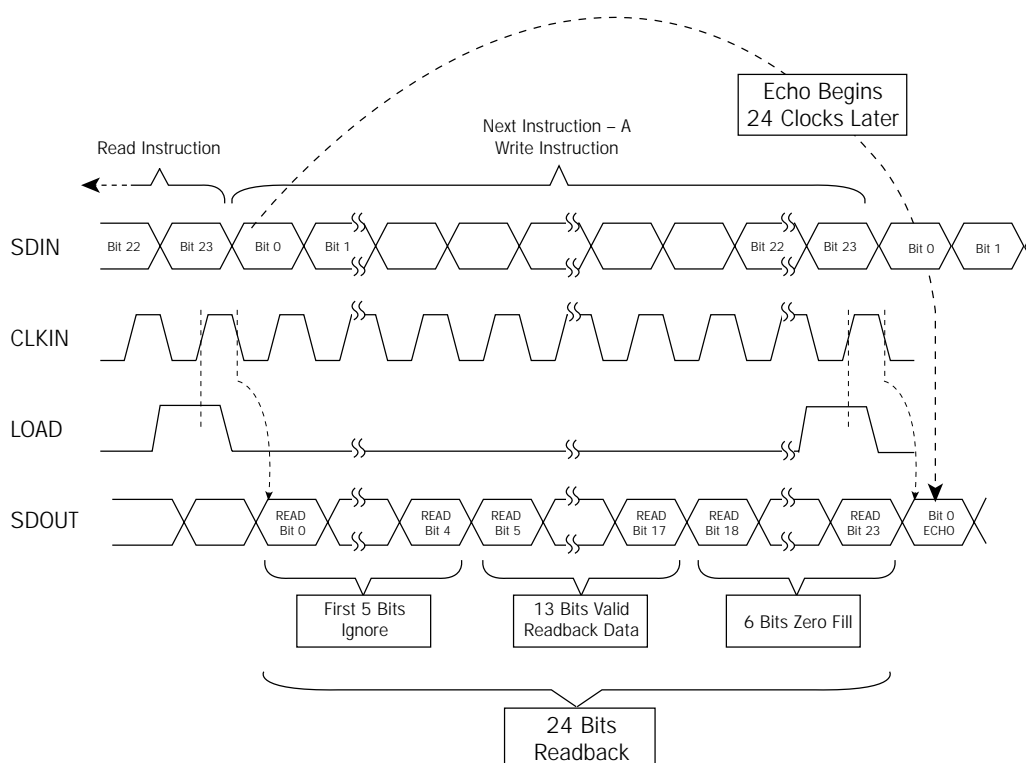 Echo Begins
24 Clocks Later
Next Instruction – A
Write Instruction
Read Instruction
SDIN
Bit 22
Bit 23
Bit 0
Bit 1
Bit 22
Bit 23
Bit 0
Bit 1
CLKIN
LOAD
SDOUT
READ
Bit 0
READ
Bit 4
READ
Bit 5
READ
Bit 17
READ
Bit 18
READ
Bit 23
Bit 0
ECHO
First 5 Bits
Ignore
13 Bits Valid
Readback Data
6 Bits Zero Fill
24 Bits
Readback